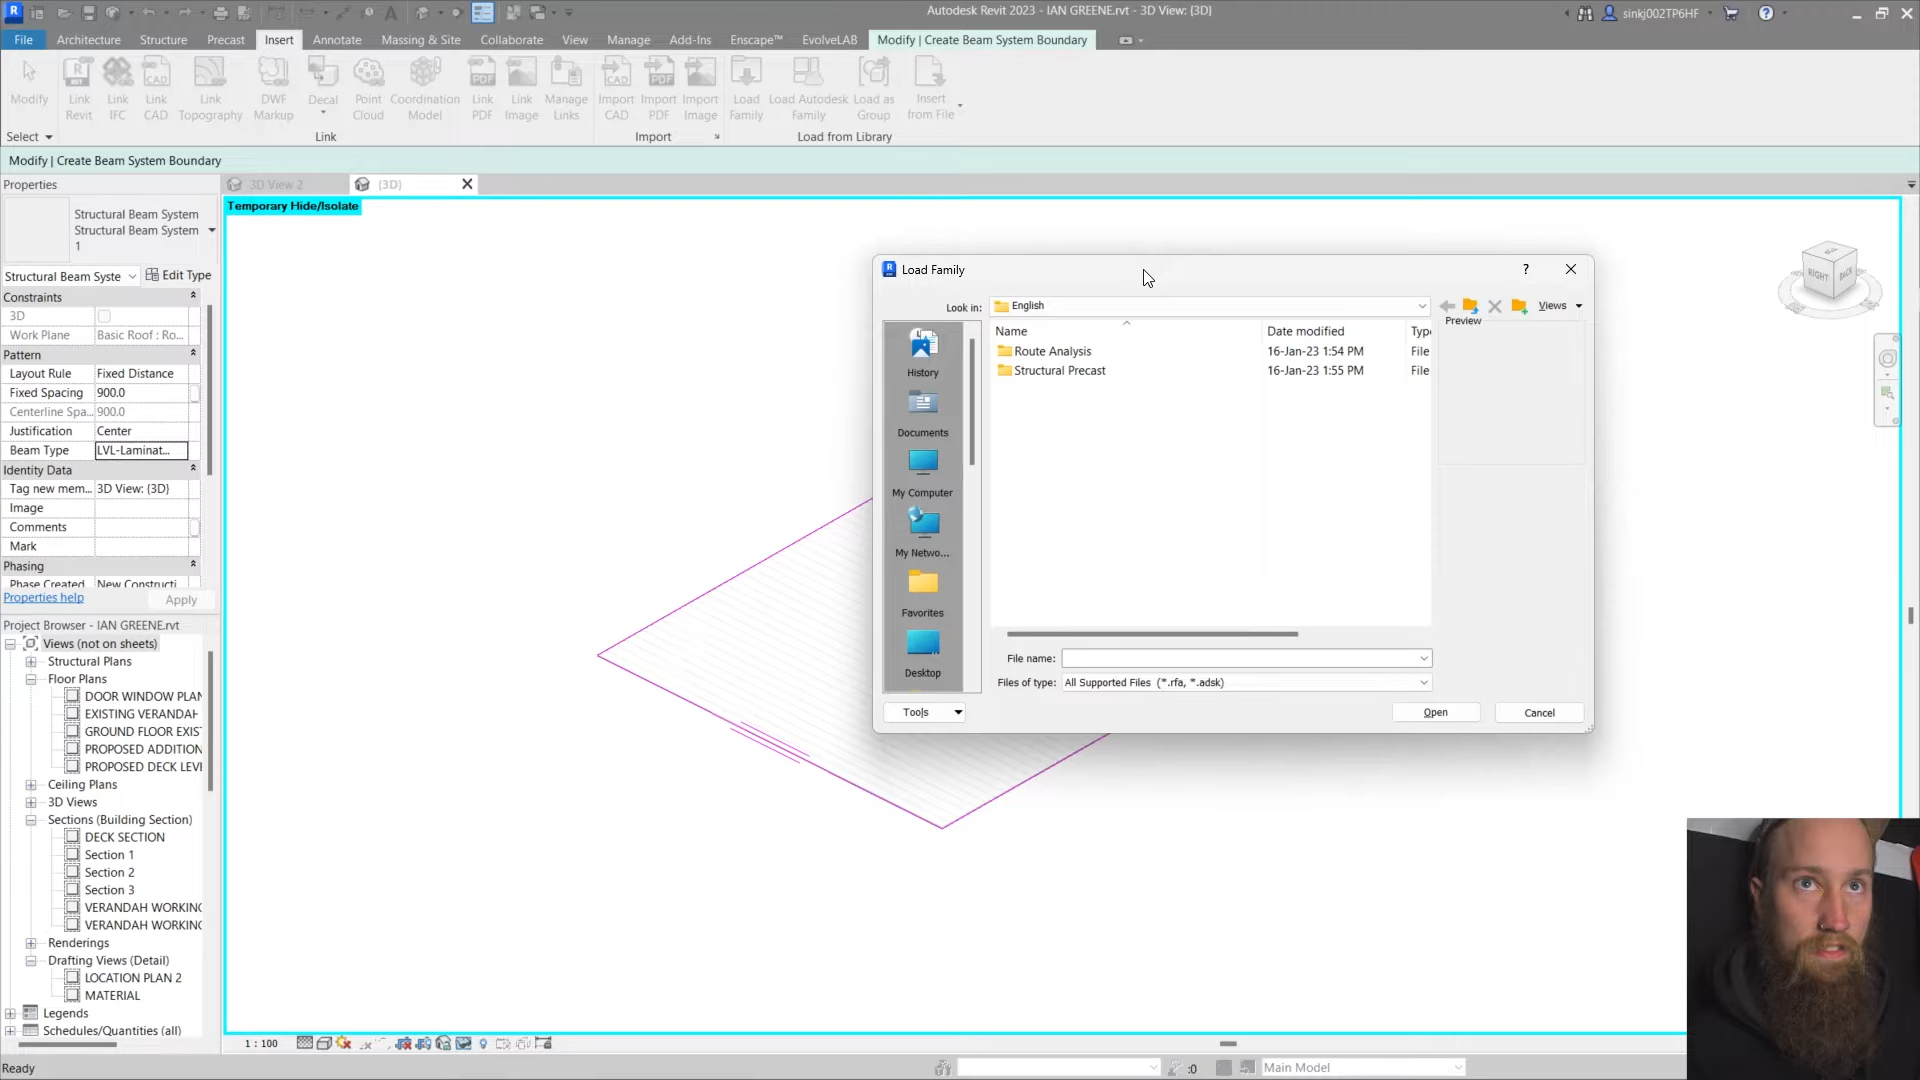 Autodesk Revit 2023 - IAN GREENE.rvt - 3D View: {3D}
sinkj002TP6HF
File Architecture Structure Precast Insert Annotate Massing & Site Collaborate View Manage Add-Ins Enscape™ EvolveLAB Modify | Create Beam System Boundary
Modify
Link Revit
Link IFC
Link CAD
Link Topography
DWF Markup
Decal
Point Cloud
Coordination Model
Link PDF
Link Image
Manage Links
Import CAD
Import PDF
Import Image
Load Family
Load Autodesk Family
Load as Group
Insert from File
Select
Link
Import
Load from Library
Modify | Create Beam System Boundary
Properties
3D View 2
{3D}
Structural Beam System
Structural Beam System
1
Structural Beam Syste
Edit Type
Constraints
3D
Work Plane Basic Roof : Ro...
Pattern
Layout Rule Fixed Distance
Fixed Spacing 900.0
Centerline Spa... 900.0
Justification Center
Beam Type LVL-Laminat...
Identity Data
Tag new mem... 3D View: {3D}
Image
Comments
Mark
Phasing
Phase Created New Constructi
Properties help
Apply
Project Browser - IAN GREENE.rvt
Views (not on sheets)
Structural Plans
Floor Plans
DOOR WINDOW PLAN
EXISTING VERANDAH
GROUND FLOOR EXIS
PROPOSED ADDITION
PROPOSED DECK LEVE
Ceiling Plans
3D Views
Sections (Building Section)
DECK SECTION
Section 1
Section 2
Section 3
VERANDAH WORKING
VERANDAH WORKING
Renderings
Drafting Views (Detail)
LOCATION PLAN 2
MATERIAL
Legends
Schedules/Quantities (all)
Ready
Temporary Hide/Isolate
RIGHT
BACK
Load Family
?
Look in: English
Views
Preview
Name Date modified Typ
Route Analysis 16-Jan-23 1:54 PM File
Structural Precast 16-Jan-23 1:55 PM File
History
Documents
My Computer
My Netwo...
Favorites
Desktop
File name:
Files of type: All Supported Files (*.rfa, *.adsk)
Tools
Open
Cancel
1 : 100
:0
Main Model